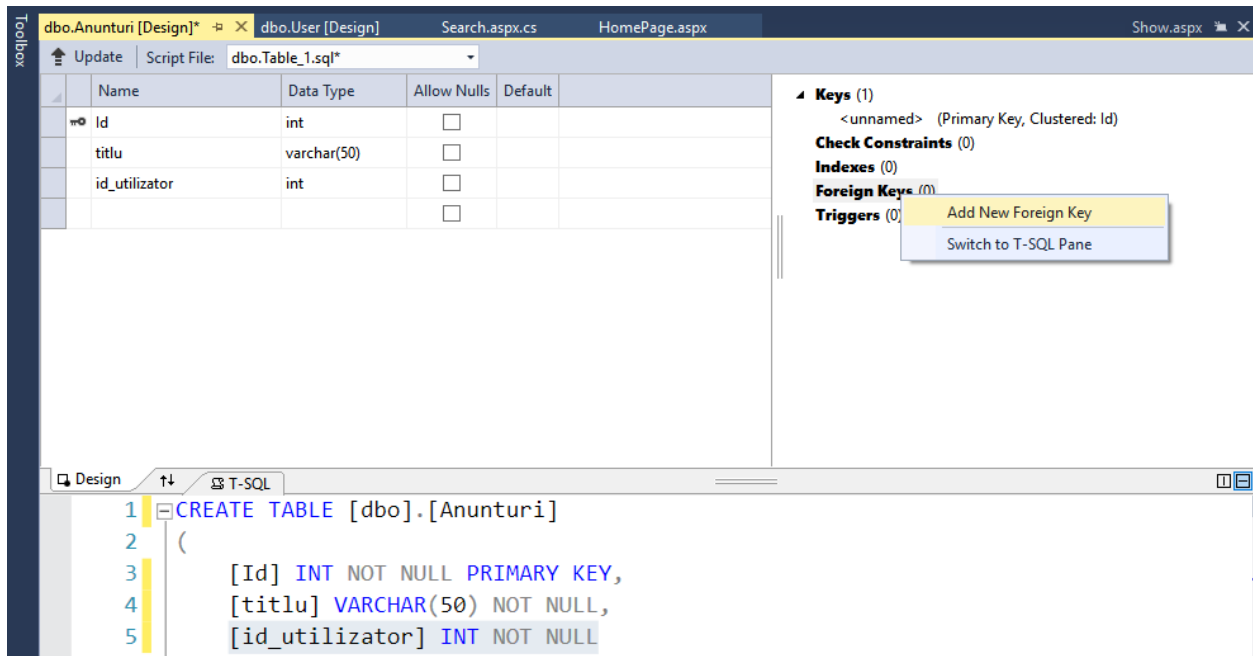 Toolbox
dbo.Anunturi [Design]* dbo.User [Design] Search.aspx.cs HomePage.aspx Show.aspx
Update Script File: dbo.Table_1.sql*
Name Data Type Allow Nulls Default
Id int
titlu varchar(50)
id_utilizator int
Keys (1)
<unnamed> (Primary Key, Clustered: Id)
Check Constraints (0)
Indexes (0)
Foreign Keys (0)
Triggers (0)
Add New Foreign Key
Switch to T-SQL Pane
Design T-SQL
1 CREATE TABLE [dbo].[Anunturi]
2 (
3 [Id] INT NOT NULL PRIMARY KEY,
4 [titlu] VARCHAR(50) NOT NULL,
5 [id_utilizator] INT NOT NULL